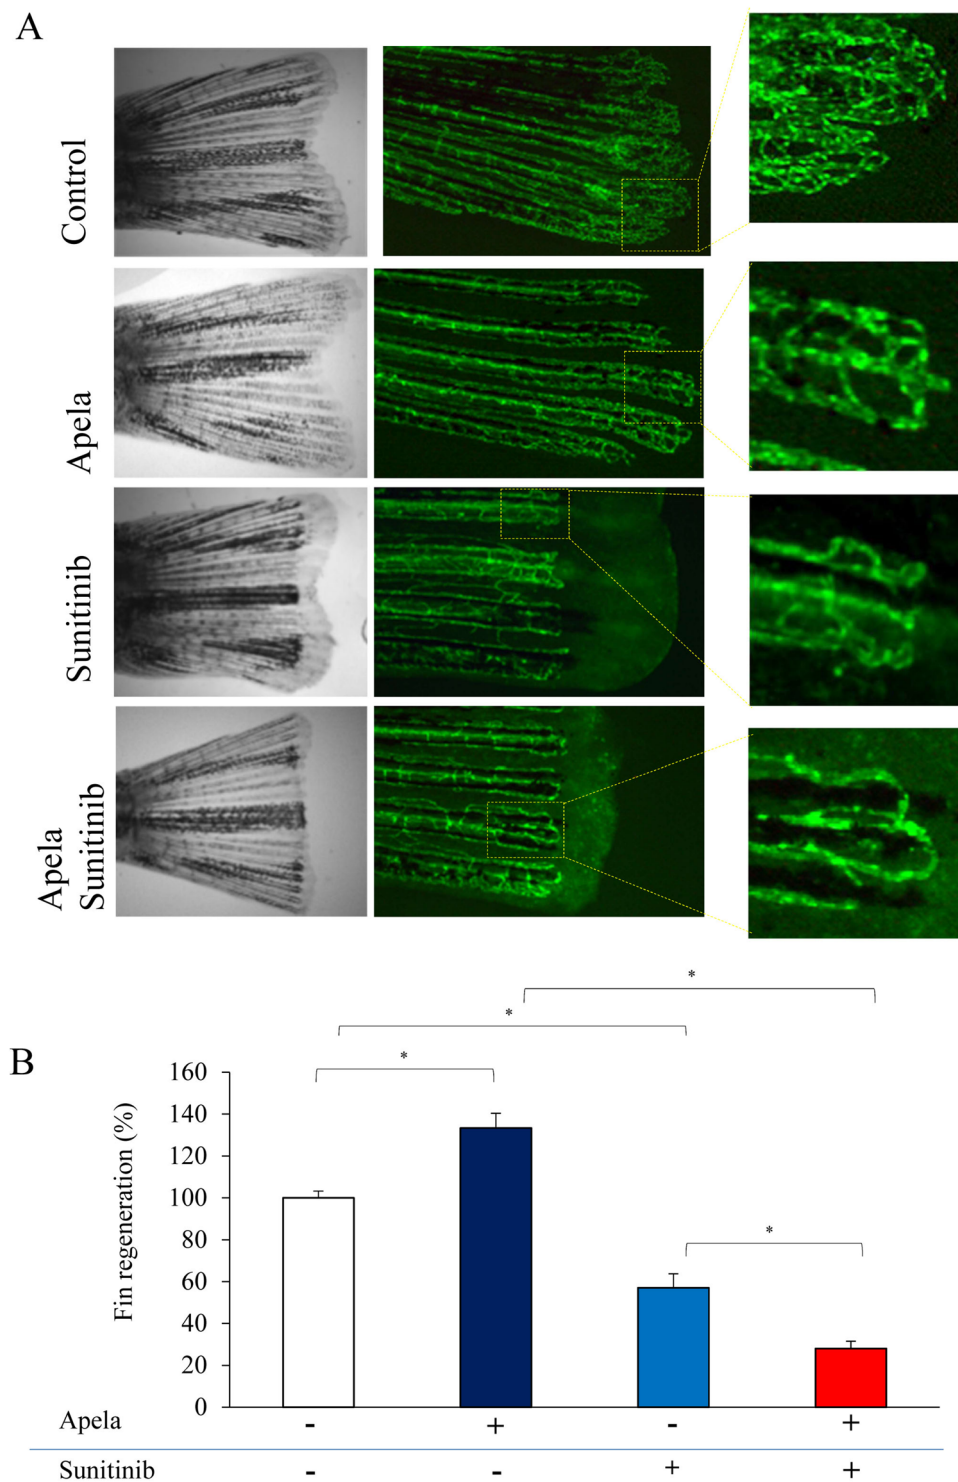 A
Control
Apela
Sunitinib
Apela
Sunitinib
*
*
*
B
160
140
120
100
80
60
40
20
0
Fin regeneration (%)
*
Apela - + - +
Sunitinib - - + +